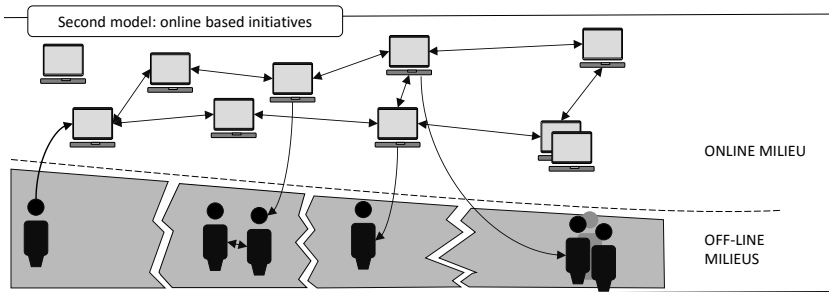 Second model: online based initiatives
ONLINE MILIEU
OFF-LINE
MILIEUS